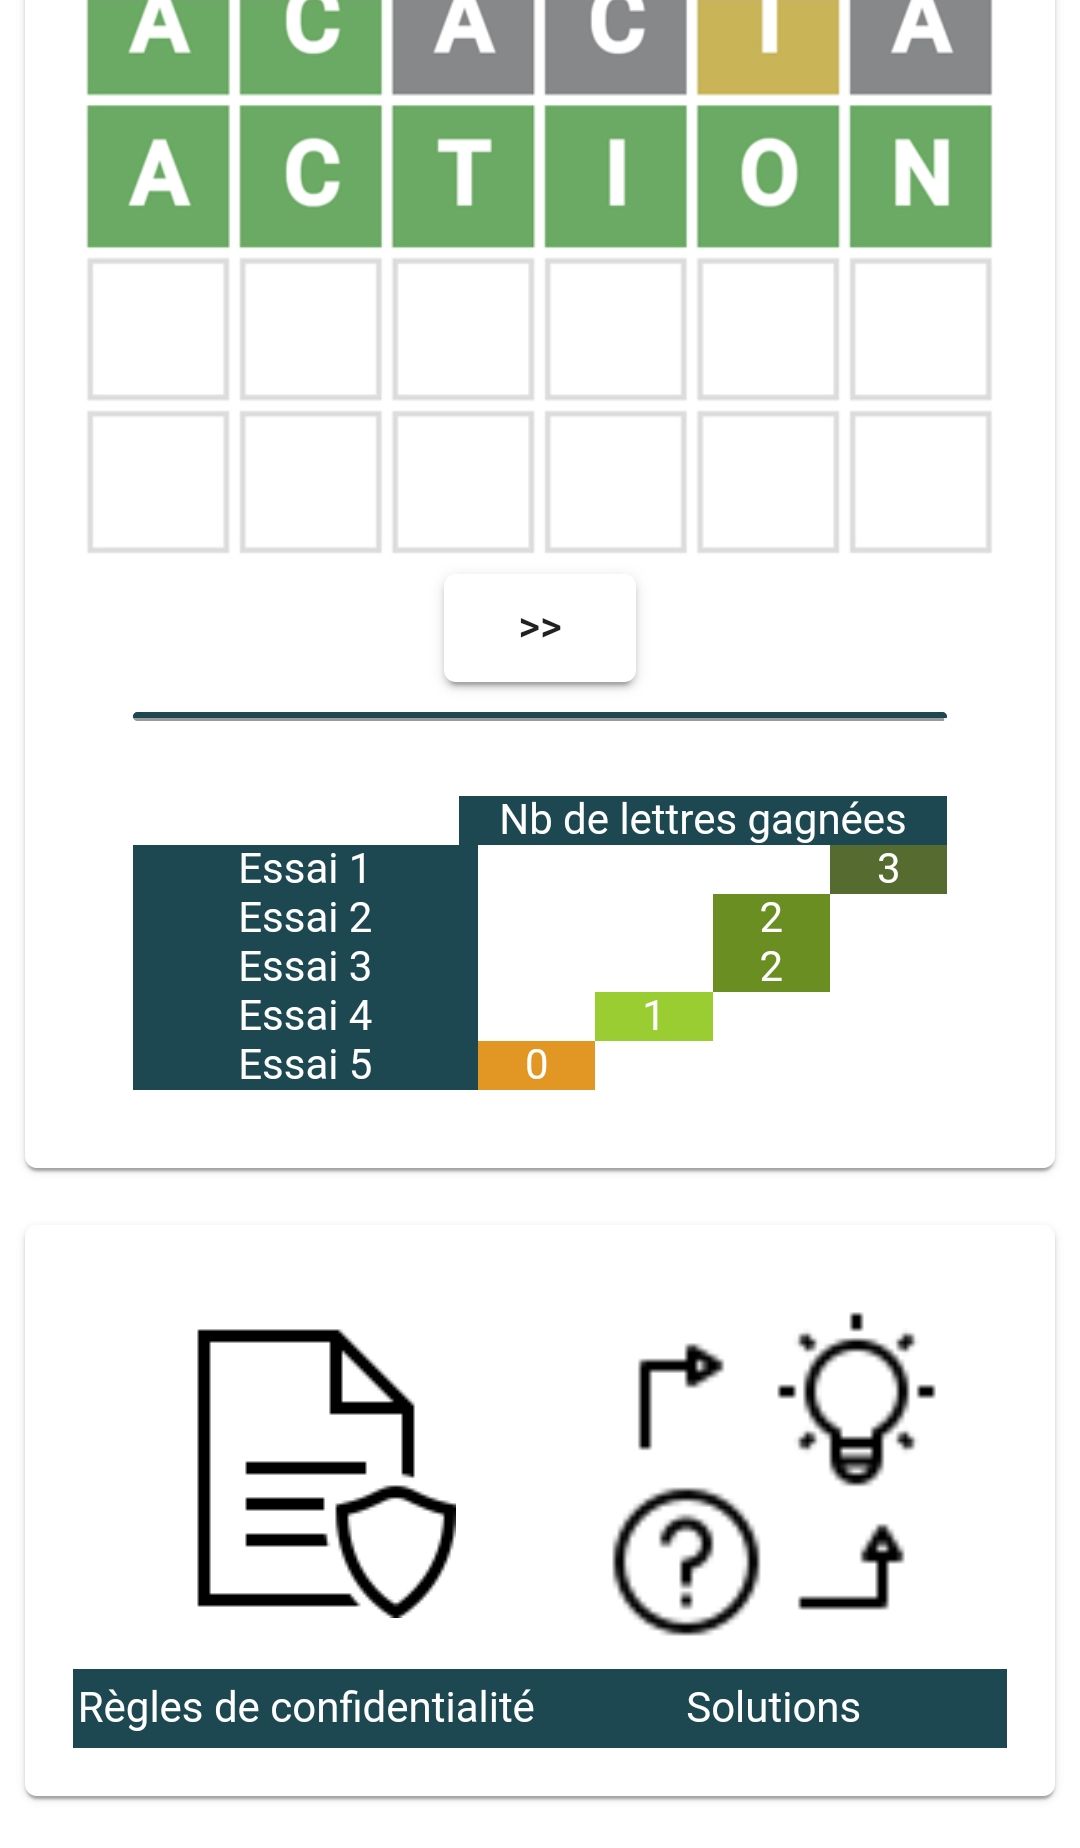 A C A C I A
A C T I O N
>>
Nb de lettres gagnées
Essai 1 3
Essai 2 2
Essai 3 2
Essai 4 1
Essai 5 0
?
Règles de confidentialité Solutions